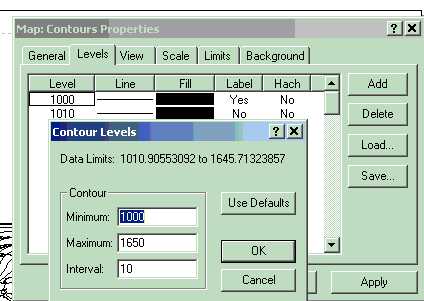 Map: Contours Properties
General Levels View Scale Limits Background
Level Line Fill Label Hach
1000 Yes No
1010 No No
Add
Delete
Load...
Save...
Contour Levels
Data Limits: 1010.90553092 to 1645.71323857
Contour
Minimum: 1000
Maximum: 1650
Interval: 10
Use Defaults
OK
Cancel
Apply